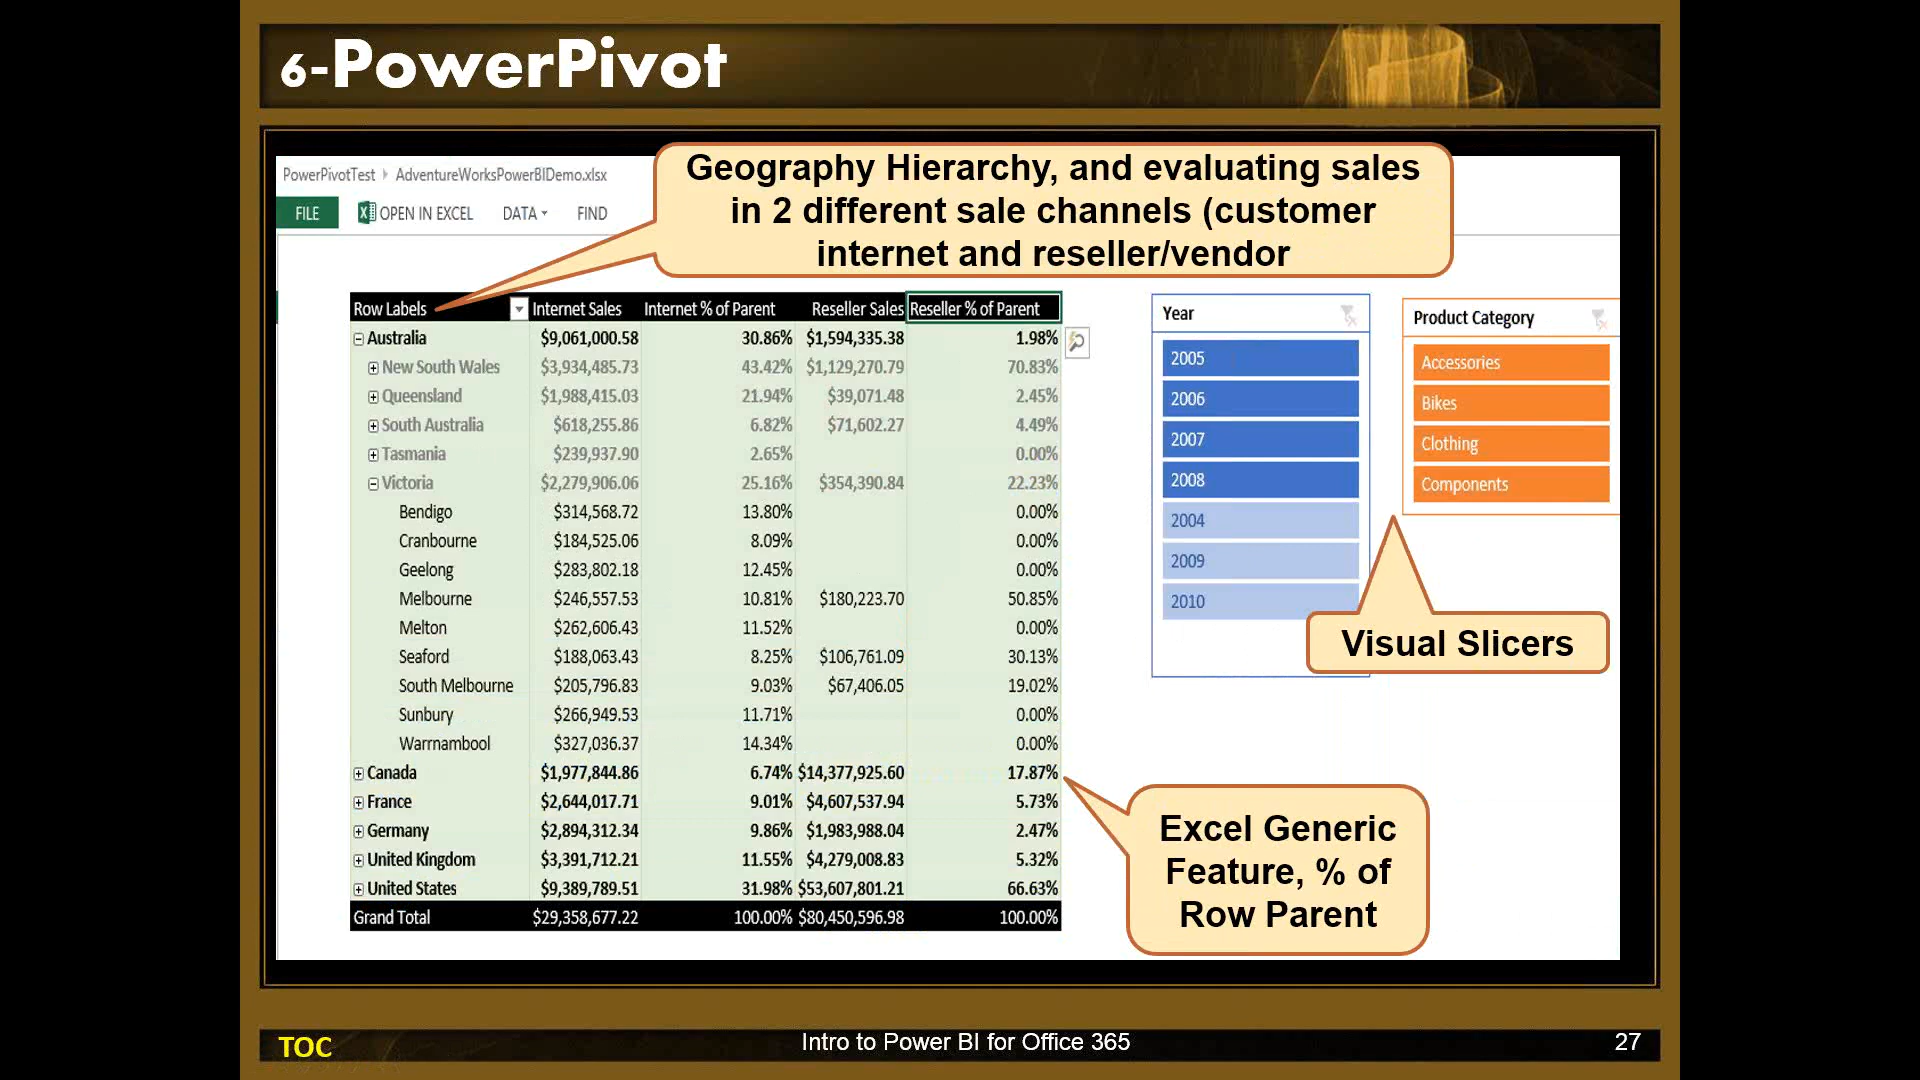 6-PowerPivot
Geography Hierarchy, and evaluating sales
in 2 different sale channels (customer
internet and reseller/vendor
PowerPivotTest AdventureWorksPowerBIDemo.xlsx
FILE OPEN IN EXCEL DATA FIND
Row Labels Internet Sales Internet % of Parent Reseller Sales Reseller % of Parent
Australia $9,061,000.58 30.86% $1,594,335.38 1.98%
New South Wales $3,934,485.73 43.42% $1,129,270.79 70.83%
Queensland $1,988,415.03 21.94% $39,071.48 2.45%
South Australia $618,255.86 6.82% $71,602.27 4.49%
Tasmania $239,937.90 2.65% 0.00%
Victoria $2,279,906.06 25.16% $354,390.84 22.23%
Bendigo $314,568.72 13.80% 0.00%
Cranbourne $184,525.06 8.09% 0.00%
Geelong $283,802.18 12.45% 0.00%
Melbourne $246,557.53 10.81% $180,223.70 50.85%
Melton $262,606.43 11.52% 0.00%
Seaford $188,063.43 8.25% $106,761.09 30.13%
South Melbourne $205,796.83 9.03% $67,406.05 19.02%
Sunbury $266,949.53 11.71% 0.00%
Warrnambool $327,036.37 14.34% 0.00%
Canada $1,977,844.86 6.74% $14,377,925.60 17.87%
France $2,644,017.71 9.01% $4,607,537.94 5.73%
Germany $2,894,312.34 9.86% $1,983,988.04 2.47%
United Kingdom $3,391,712.21 11.55% $4,279,008.83 5.32%
United States $9,389,789.51 31.98% $53,607,801.21 66.63%
Grand Total $29,358,677.22 100.00% $80,450,596.98 100.00%
Year
2005
2006
2007
2008
2004
2009
2010
Product Category
Accessories
Bikes
Clothing
Components
Visual Slicers
Excel Generic
Feature, % of
Row Parent
TOC
Intro to Power BI for Office 365
27